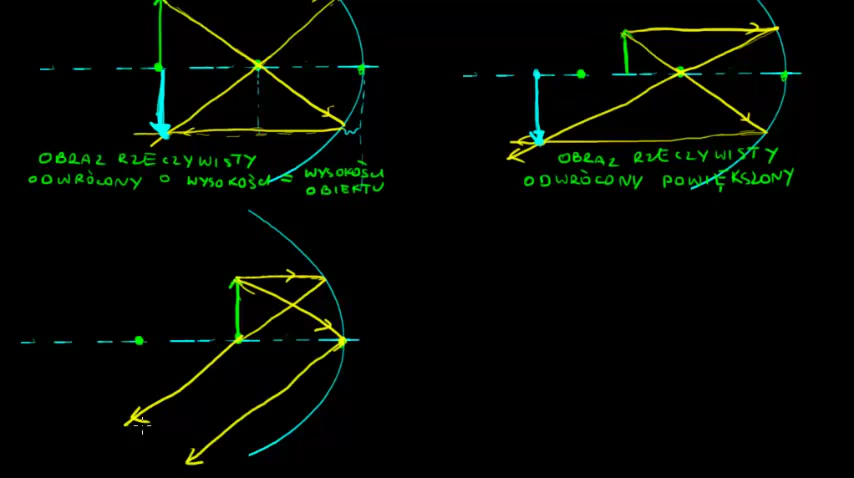 OBRAZ RZECZYWISTY
ODWRÓCONY O WYSOKOŚCI = WYSOKOŚCI
OBIEKTU
OBRAZ RZECZYWISTY
ODWRÓCONY POWIĘKSZONY